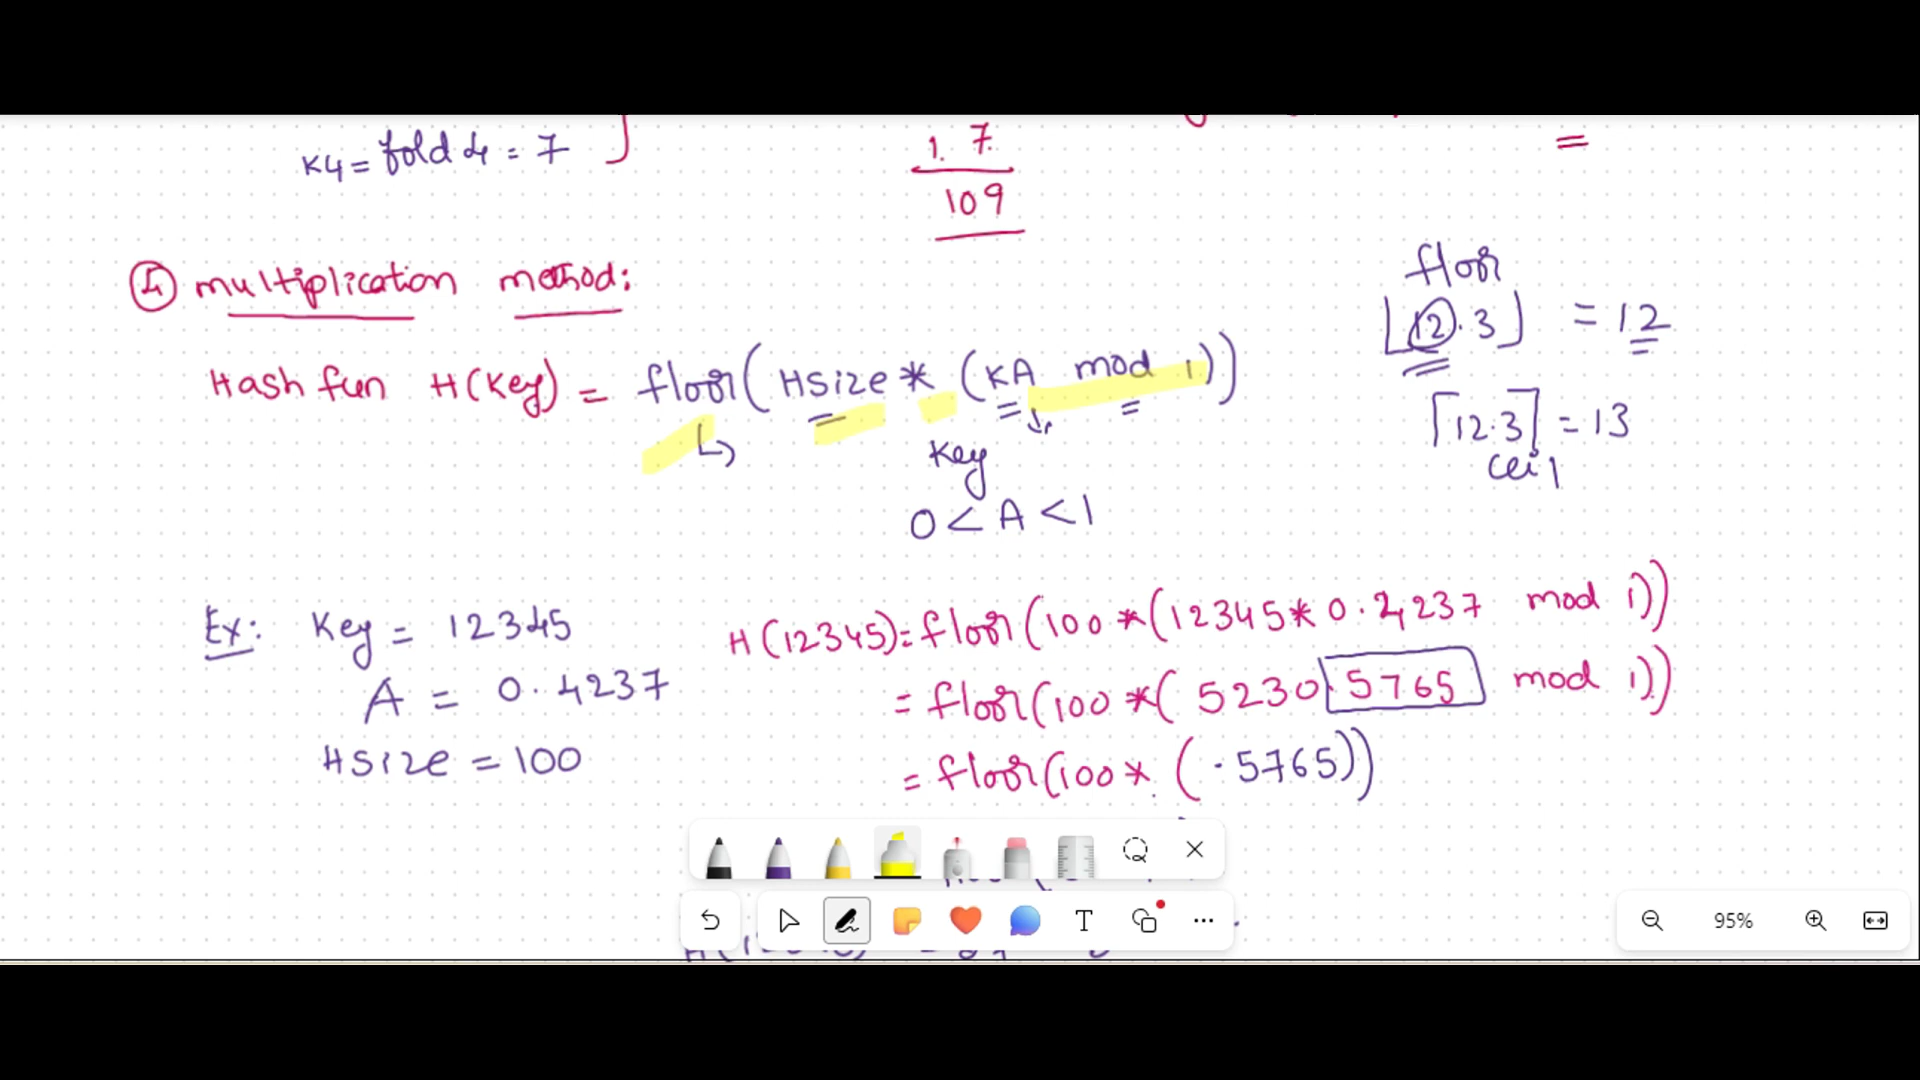 K4 = fold 4 = 7
1. 7
109
=
④ multiplication method:
Hash fun H(Key) = floor(HSize * (KA mod 1))
Key
0 < A < 1
floor
⌊12.3⌋ = 12
⌈12.3⌉ = 13
ceil
Ex: Key = 12345
A = 0.4237
HSize = 100
H(12345) = floor(100 * (12345 * 0.4237 mod 1))
= floor(100 * (5230.5765 mod 1))
= floor(100 * (.5765))
T
95%